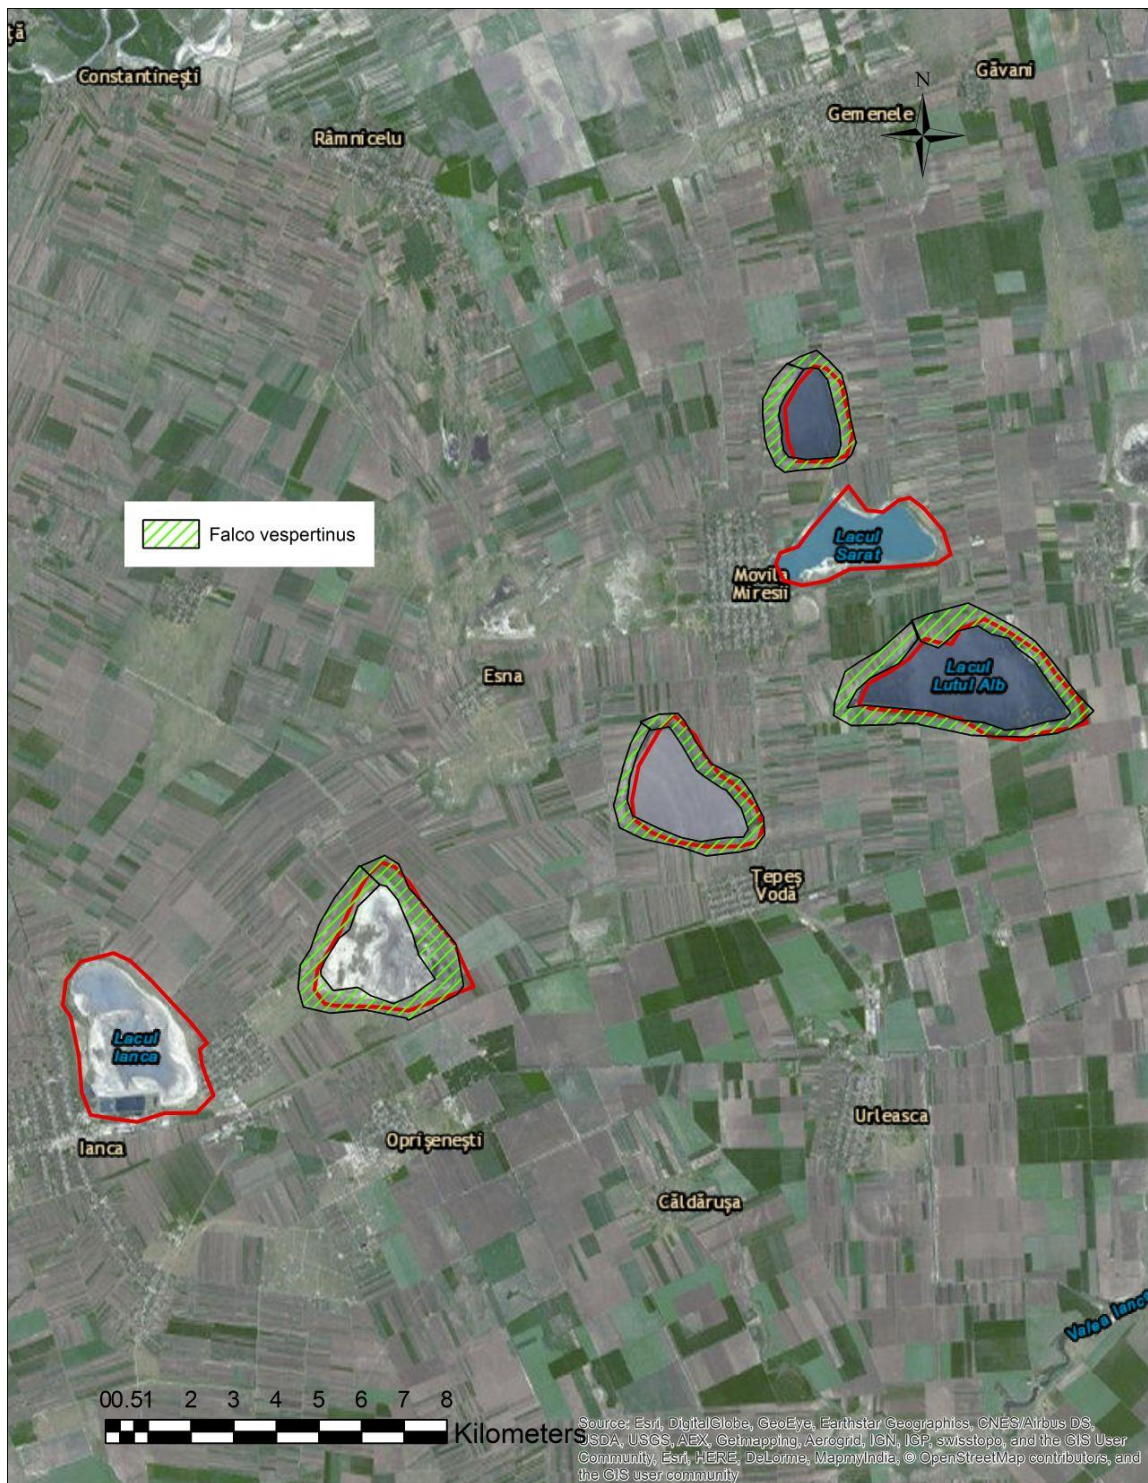 ță
Constantinești
Găvani
N
Gemenele
Râmnicelu
Falco vespertinus
Lacul
Sarat
Movila
Miresii
Esna
Lacul
Lutul Alb
Țepeș
Vodă
Lacul
Ianca
Ianca
Oprișenești
Urleasca
Căldărușa
Valea Iancu
00.51 2 3 4 5 6 7 8
Kilometers
Source: Esri, DigitalGlobe, GeoEye, Earthstar Geographics, CNES/Airbus DS,
USDA, USGS, AEX, Getmapping, Aerogrid, IGN, IGP, swisstopo, and the GIS User
Community, Esri, HERE, DeLorme, MapmyIndia, © OpenStreetMap contributors, and
the GIS user community